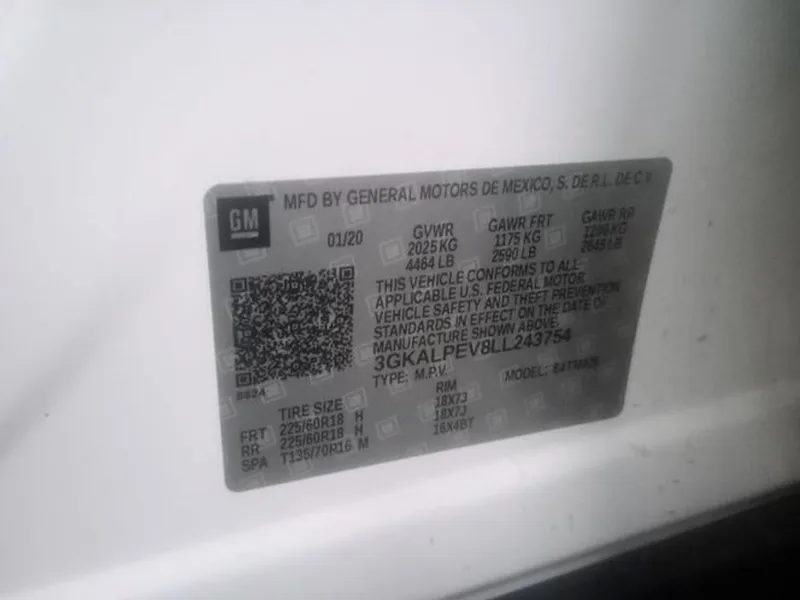 GM
MFD BY GENERAL MOTORS DE MEXICO, S. DE R.L. DE C.V.
01/20 GVWR GAWR FRT GAWR RR
2025 KG 1175 KG
4464 LB 2590 LB
THIS VEHICLE CONFORMS TO ALL
APPLICABLE U.S. FEDERAL MOTOR
VEHICLE SAFETY AND THEFT PREVENTION
STANDARDS IN EFFECT ON THE DATE OF
MANUFACTURE SHOWN ABOVE.
3GKALPEV8LL243754
TYPE: M.P.V. MODEL:
8624
TIRE SIZE RIM
FRT 225/60R18 H 18X7J
RR 225/60R18 H 18X7J
SPA T135/70R16 M 16X4BT